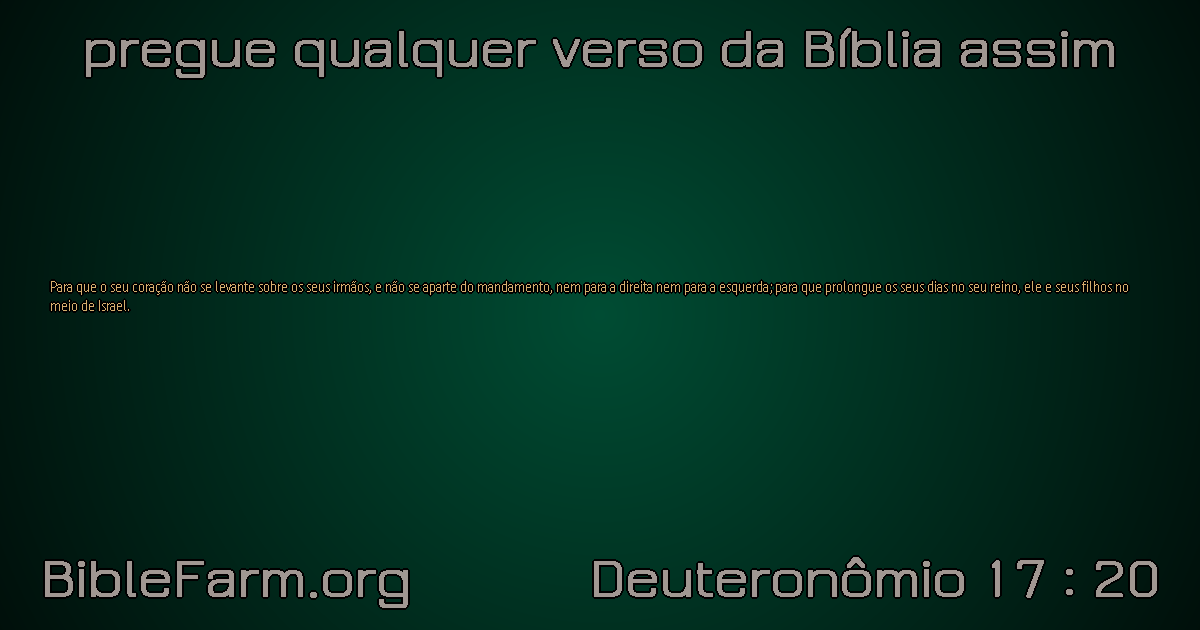 pregue qualquer verso da Bíblia assim
Para que o seu coração não se levante sobre os seus irmãos, e não se aparte do mandamento, nem para a direita nem para a esquerda; para que prolongue os seus dias no seu reino, ele e seus filhos no
meio de Israel.
BibleFarm.org
Deuteronômio 17 : 20